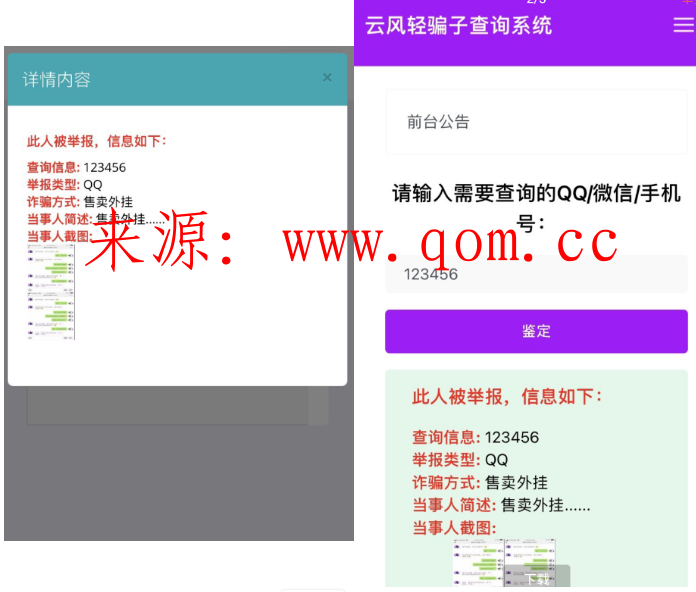 详情内容
×
此人被举报，信息如下：
查询信息: 123456
举报类型: QQ
诈骗方式: 售卖外挂
当事人简述: 售卖外挂......
当事人截图:
来源：www.qom.cc
2/3
云风轻骗子查询系统
前台公告
请输入需要查询的QQ/微信/手机
号：
123456
鉴定
此人被举报，信息如下：
查询信息: 123456
举报类型: QQ
诈骗方式: 售卖外挂
当事人简述: 售卖外挂......
当事人截图:
下载